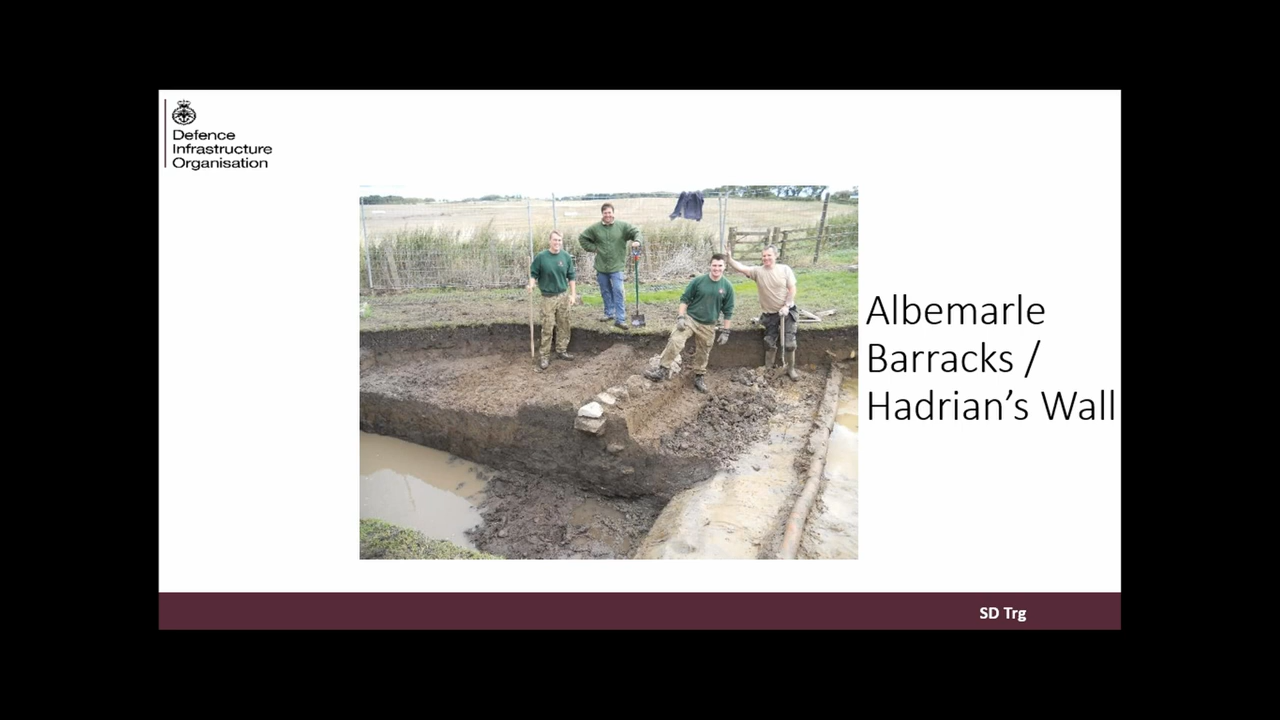 Defence
Infrastructure
Organisation
Albemarle
Barracks /
Hadrian’s Wall
SD Trg